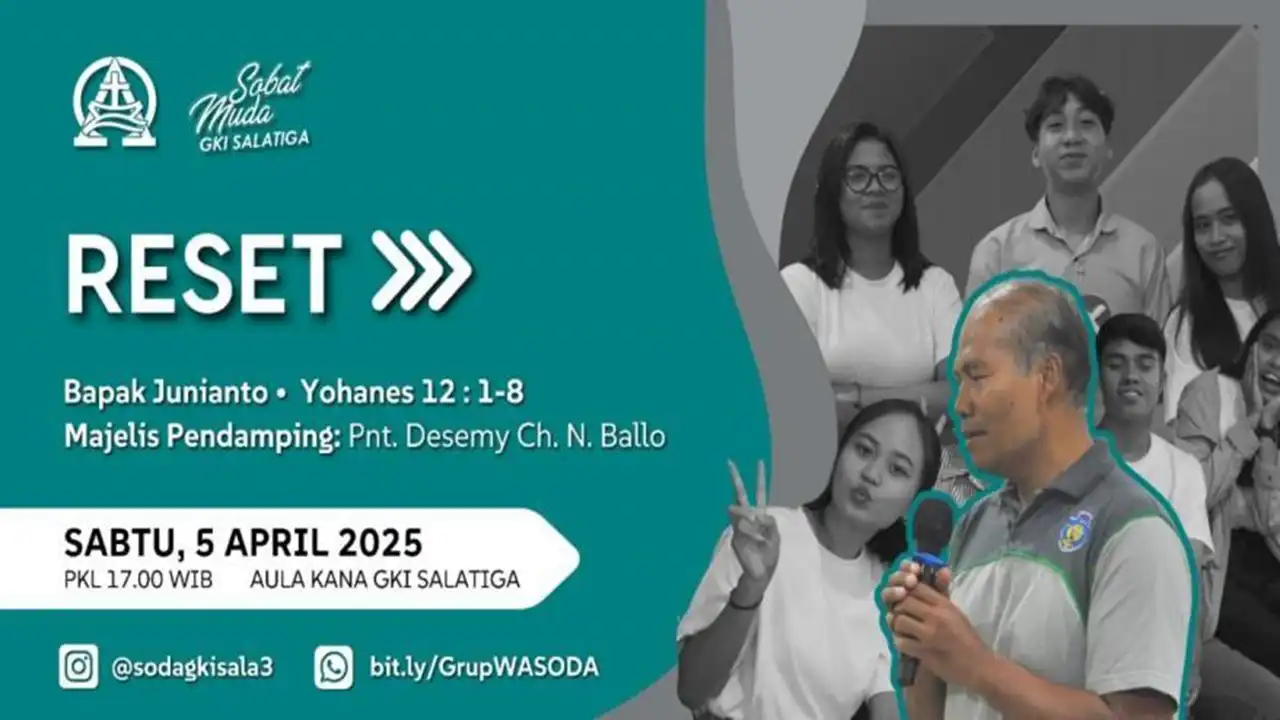 Sobat
Muda
GKI SALATIGA
RESET
Bapak Junianto • Yohanes 12 : 1-8
Majelis Pendamping: Pnt. Desemy Ch. N. Ballo
SABTU, 5 APRIL 2025
PKL 17.00 WIB AULA KANA GKI SALATIGA
@sodagkisala3 bit.ly/GrupWASODA